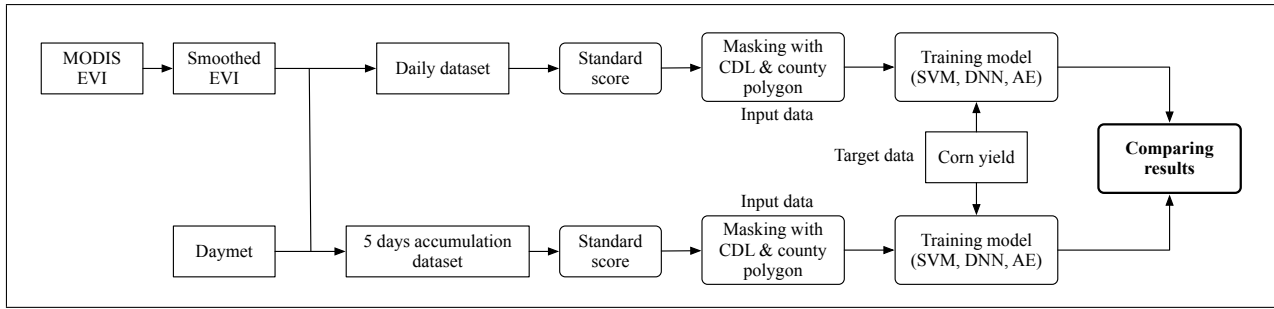 MODIS
EVI
Smoothed
EVI
Daily dataset
Standard
score
Masking with
CDL & county
polygon
Input data
Training model
(SVM, DNN, AE)
Target data
Corn yield
Comparing
results
Daymet
5 days accumulation
dataset
Standard
score
Input data
Masking with
CDL & county
polygon
Training model
(SVM, DNN, AE)